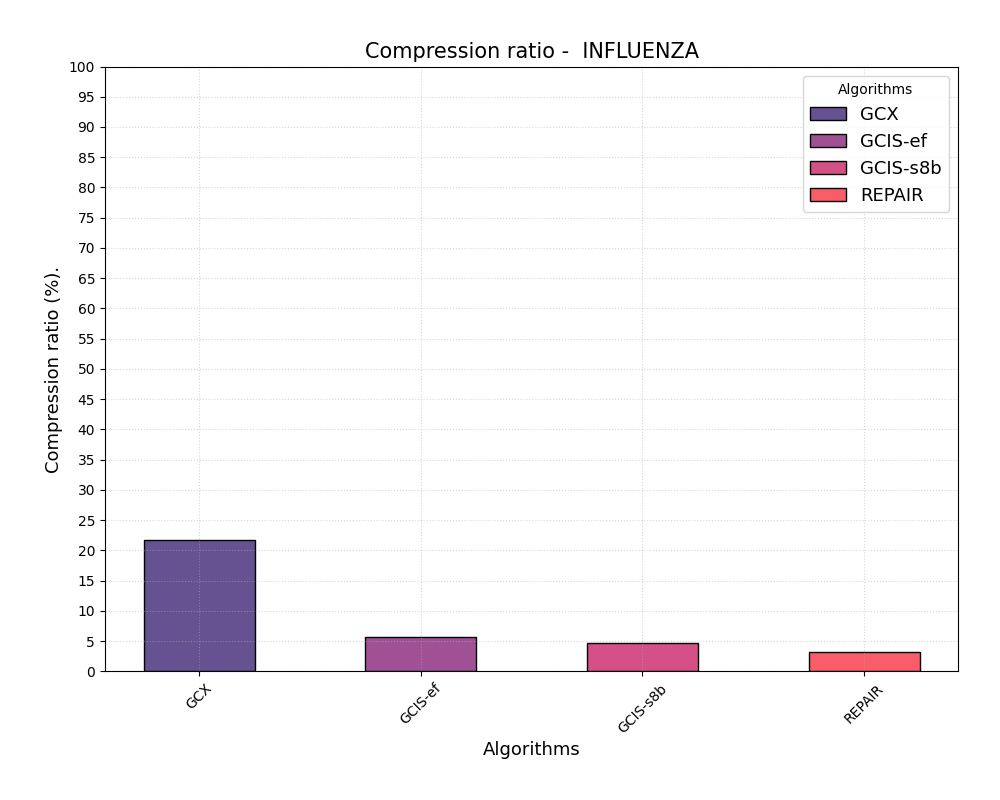 Compression ratio -  INFLUENZA
Compression ratio (%).
100
95
90
85
80
75
70
65
60
55
50
45
40
35
30
25
20
15
10
5
0
Algorithms
GCX
GCIS-ef
GCIS-s8b
REPAIR
GCX
GCIS-ef
GCIS-s8b
REPAIR
Algorithms